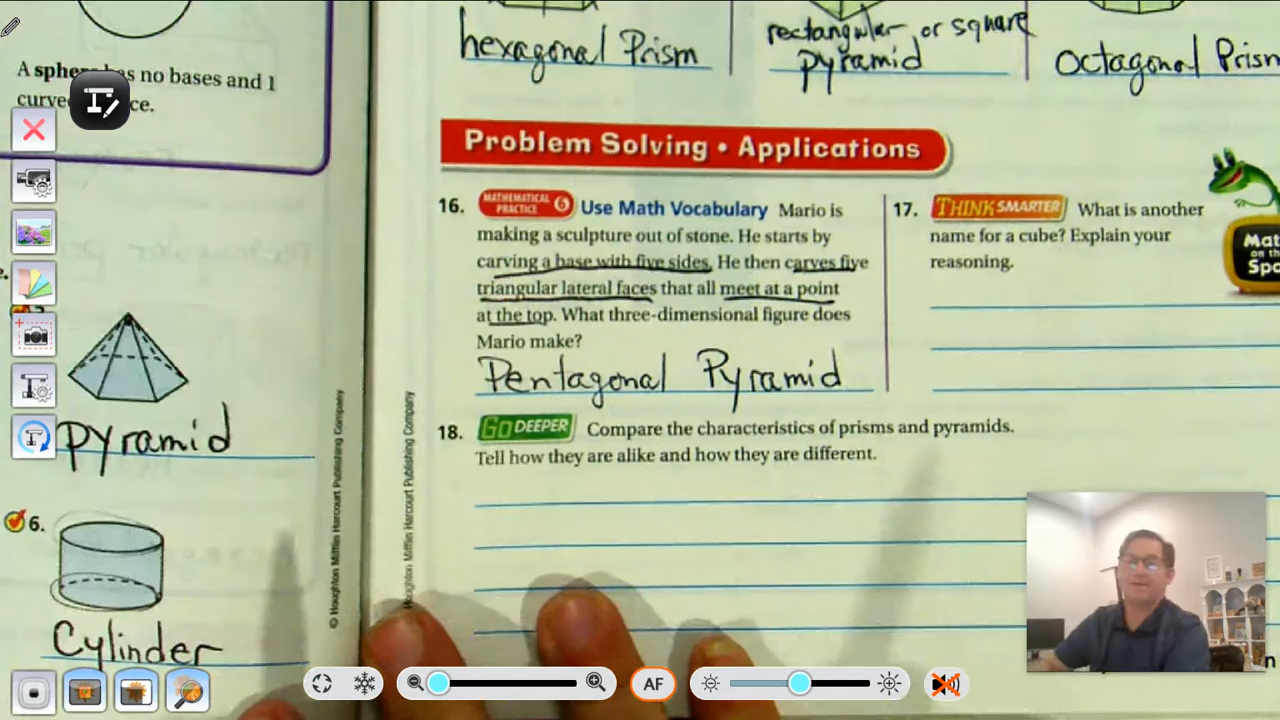 A sphere has no bases and 1
pyramid
6.
Cylinder
© Houghton Mifflin Harcourt Publishing Company
Houghton Mifflin Harcourt Publishing Company
hexagonal Prism
rectangular or square
pyramid
octagonal Prism
Problem Solving • Applications
16. MATHEMATICAL PRACTICE 6 Use Math Vocabulary Mario is
making a sculpture out of stone. He starts by
carving a base with five sides. He then carves five
triangular lateral faces that all meet at a point
at the top. What three-dimensional figure does
Mario make?
Pentagonal Pyramid
17. THINK SMARTER What is another
name for a cube? Explain your
reasoning.
Mat
on th
Spo
18. GO DEEPER Compare the characteristics of prisms and pyramids.
Tell how they are alike and how they are different.
AF